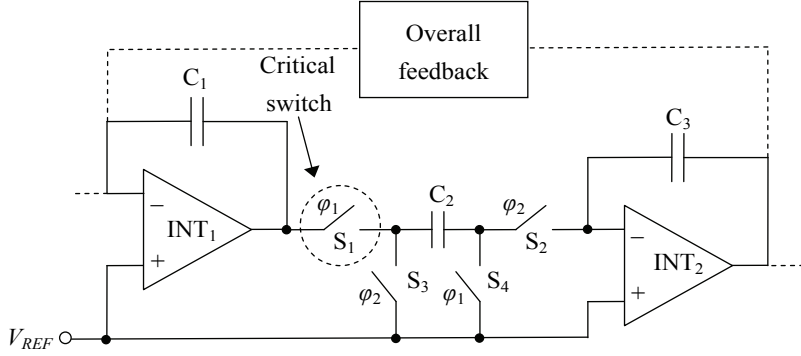 Overall
feedback
Critical
switch
C1
C3
φ1
C2
φ2
−
INT1
S1
S2
−
INT2
+
φ2
S3
φ1
S4
+
VREF